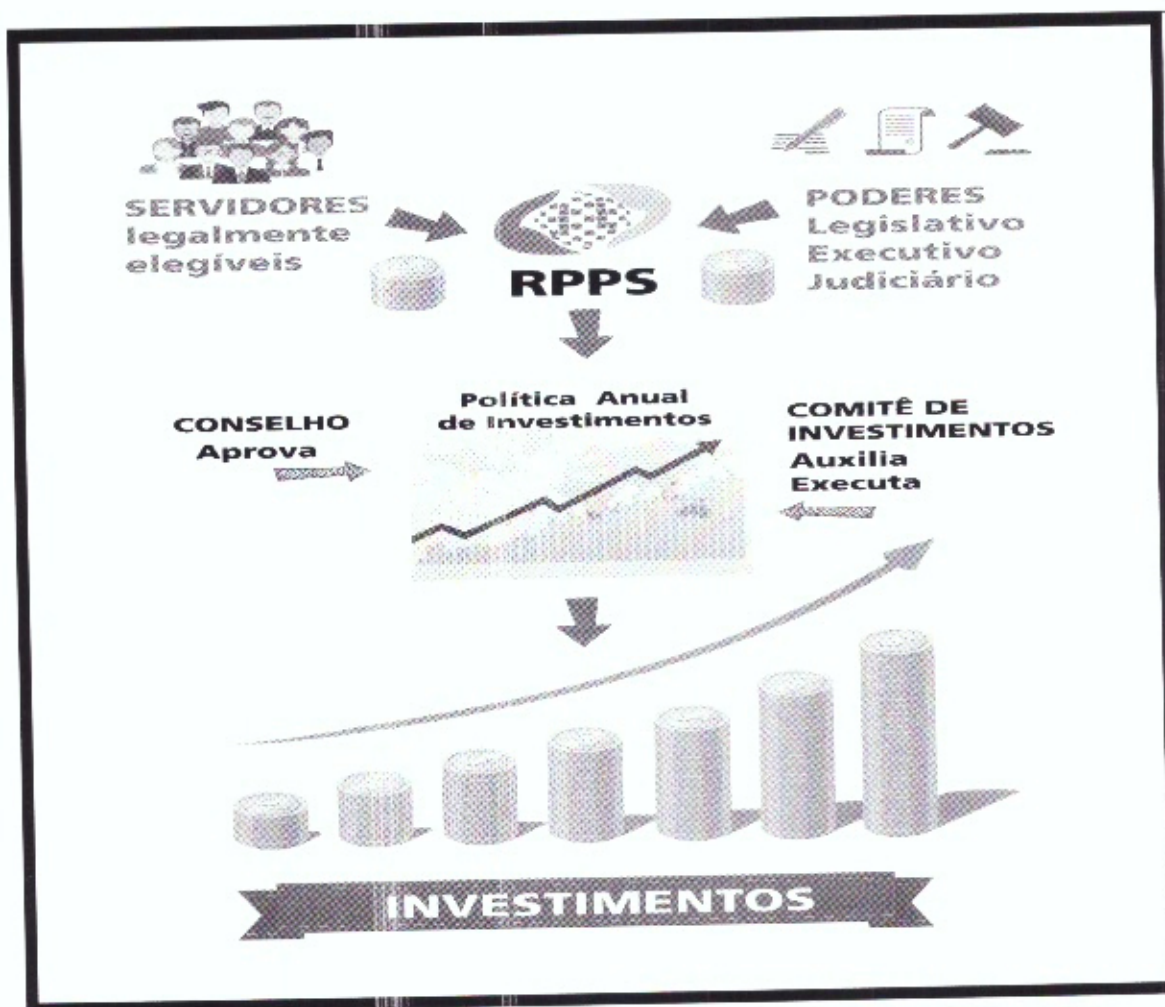 SERVIDORES
legalmente
elegíveis
PODERES
Legislativo
Executivo
Judiciário
RPPS
Política Anual
de Investimentos
CONSELHO
Aprova
COMITÊ DE
INVESTIMENTOS
Auxilia
Executa
INVESTIMENTOS